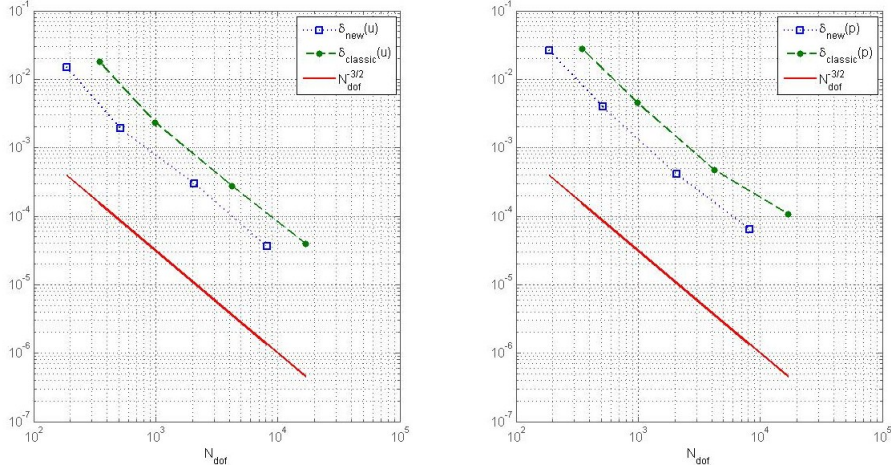 10^-1
10^-2
10^-3
10^-4
10^-5
10^-6
10^-7
10^2
10^3
10^4
10^5
N_dof
δ_new(u)
δ_classic(u)
N_dof^-3/2
10^-1
10^-2
10^-3
10^-4
10^-5
10^-6
10^-7
10^2
10^3
10^4
10^5
N_dof
δ_new(p)
δ_classic(p)
N_dof^-3/2